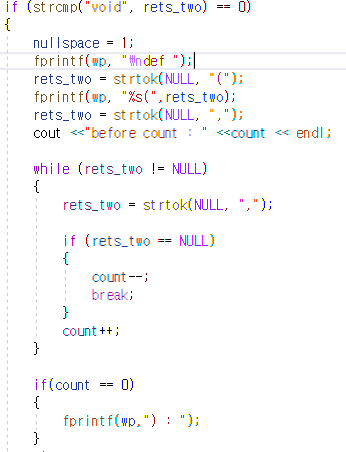 if (strcmp("void", rets_two) == 0)
{
nullspace = 1;
fprintf(wp, "₩ndef ");
rets_two = strtok(NULL, "(");
fprintf(wp, "%s(",rets_two);
rets_two = strtok(NULL, ",");
cout <<"before count : " <<count << endl;
while (rets_two != NULL)
{
rets_two = strtok(NULL, ",");
if (rets_two == NULL)
{
count--;
break;
}
count++;
}
if(count == 0)
{
fprintf(wp,") : ");
}